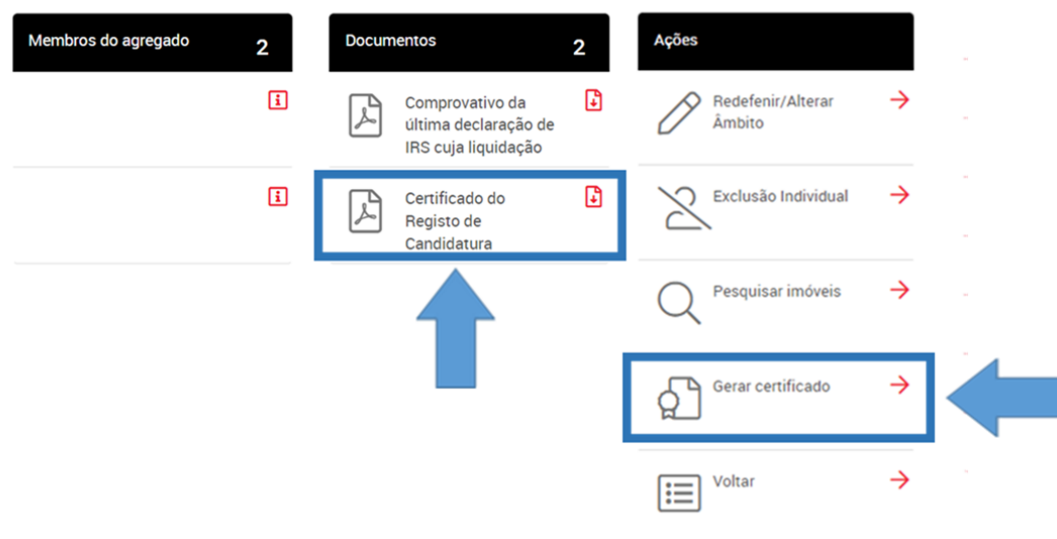 Membros do agregado 2
Documentos 2
Comprovativo da
última declaração de
IRS cuja liquidação
Certificado do
Registo de
Candidatura
Ações
Redefenir/Alterar
Âmbito
Exclusão Individual
Pesquisar imóveis
Gerar certificado
Voltar